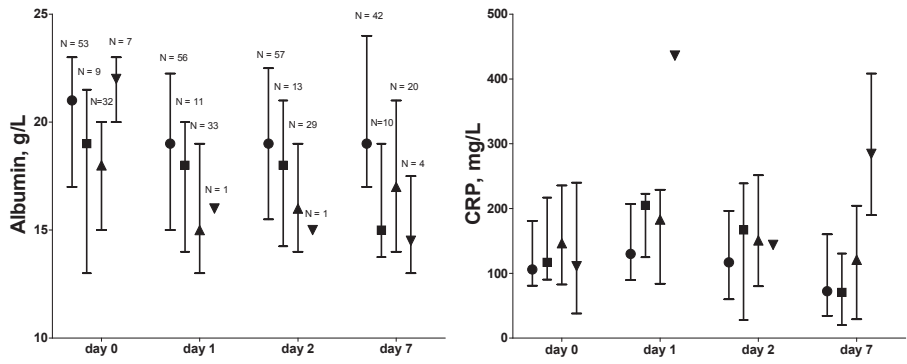 25
20
15
10
Albumin, g/L
N = 53
N = 9
N=32
N = 7
N = 56
N = 11
N = 33
N = 1
N = 57
N = 13
N = 29
N = 1
N = 42
N=10
N = 20
N = 4
day 0 day 1 day 2 day 7
500
400
300
200
100
0
CRP, mg/L
day 0 day 1 day 2 day 7